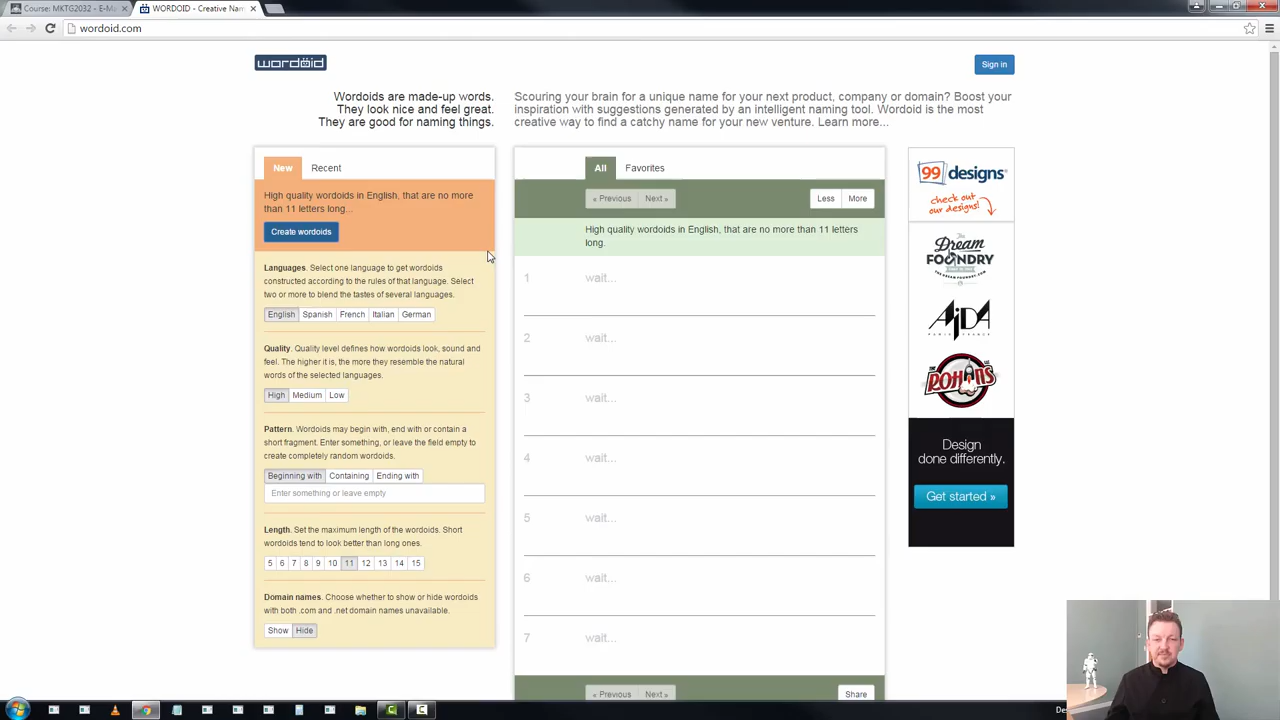 Course: MKTG2032 - E-Ma
WORDOID - Creative Nam
wordoid.com
wordoid
Sign in
Wordoids are made-up words.
They look nice and feel great.
They are good for naming things.
Scouring your brain for a unique name for your next product, company or domain? Boost your
inspiration with suggestions generated by an intelligent naming tool. Wordoid is the most
creative way to find a catchy name for your new venture. Learn more...
New
Recent
High quality wordoids in English, that are no more
than 11 letters long...
Create wordoids
Languages. Select one language to get wordoids
constructed according to the rules of that language. Select
two or more to blend the tastes of several languages.
English Spanish French Italian German
Quality. Quality level defines how wordoids look, sound and
feel. The higher it is, the more they resemble the natural
words of the selected languages.
High Medium Low
Pattern. Wordoids may begin with, end with or contain a
short fragment. Enter something, or leave the field empty to
create completely random wordoids.
Beginning with Containing Ending with
Enter something or leave empty
Length. Set the maximum length of the wordoids. Short
wordoids tend to look better than long ones.
5 6 7 8 9 10 11 12 13 14 15
Domain names. Choose whether to show or hide wordoids
with both .com and .net domain names unavailable.
Show Hide
All
Favorites
« Previous Next »
Less More
High quality wordoids in English, that are no more than 11 letters
long.
1 wait...
2 wait...
3 wait...
4 wait...
5 wait...
6 wait...
7 wait...
« Previous Next »
Share
99designs
check out
our designs!
The
Dream
FOUNDRY
AJDA
ROHANS
Design
done differently.
Get started »
Des